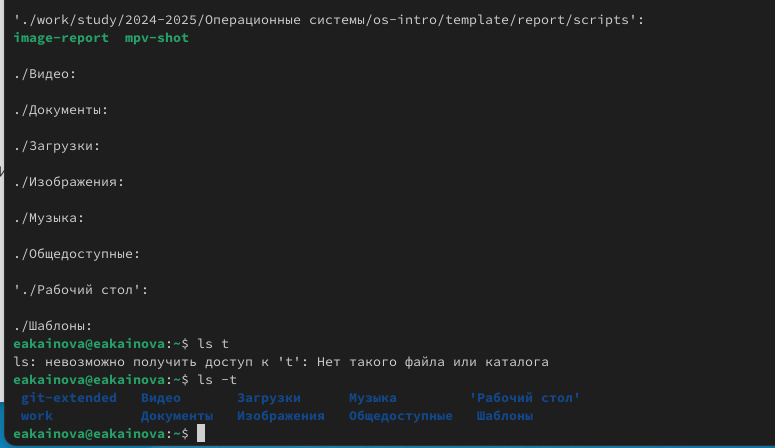 './work/study/2024-2025/Операционные системы/os-intro/template/report/scripts':
image-report  mpv-shot
./Видео:
./Документы:
./Загрузки:
./Изображения:
./Музыка:
./Общедоступные:
'./Рабочий стол':
./Шаблоны:
eakainova@eakainova:~$ ls t
ls: невозможно получить доступ к 't': Нет такого файла или каталога
eakainova@eakainova:~$ ls -t
git-extended   Видео       Загрузки      Музыка         'Рабочий стол'
work           Документы   Изображения   Общедоступные   Шаблоны
eakainova@eakainova:~$